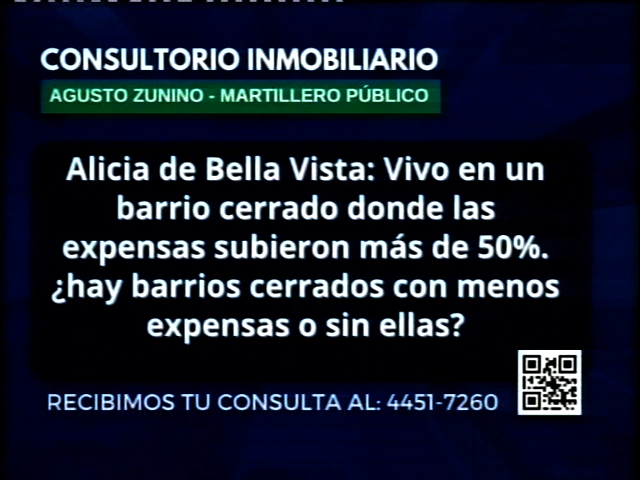 CONSULTORIO INMOBILIARIO
AGUSTO ZUNINO - MARTILLERO PÚBLICO
Alicia de Bella Vista: Vivo en un
barrio cerrado donde las
expensas subieron más de 50%.
¿hay barrios cerrados con menos
expensas o sin ellas?
RECIBIMOS TU CONSULTA AL: 4451-7260